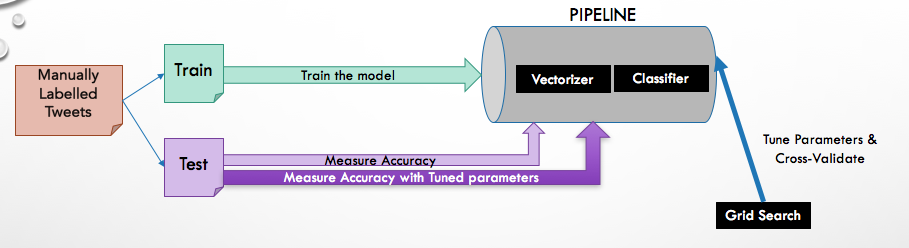 PIPELINE
Manually
Labelled
Tweets
Train
Train the model
Vectorizer
Classifier
Test
Measure Accuracy
Measure Accuracy with Tuned parameters
Tune Parameters &
Cross-Validate
Grid Search